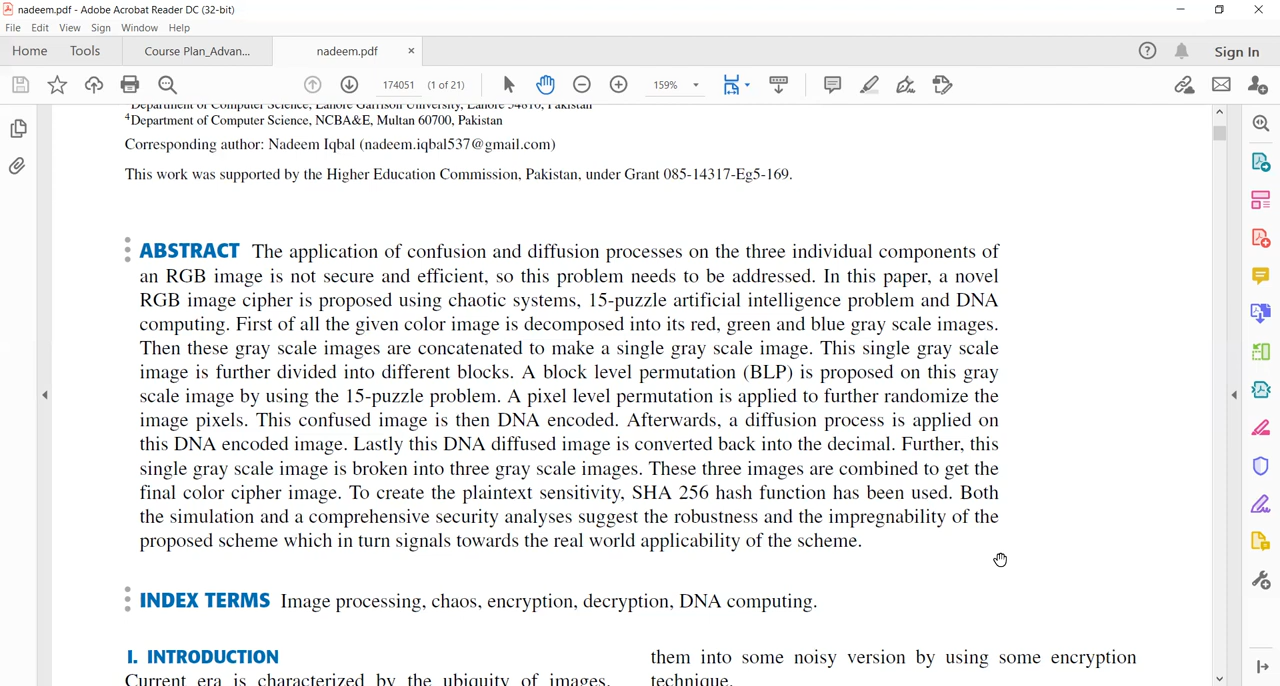 nadeem.pdf - Adobe Acrobat Reader DC (32-bit)
File Edit View Sign Window Help
Home Tools Course Plan_Advan... nadeem.pdf × Sign In
174051 (1 of 21) 159%
Department of Computer Science, Lahore Garrison University, Lahore 54810, Pakistan
4Department of Computer Science, NCBA&E, Multan 60700, Pakistan
Corresponding author: Nadeem Iqbal (nadeem.iqbal537@gmail.com)
This work was supported by the Higher Education Commission, Pakistan, under Grant 085-14317-Eg5-169.
ABSTRACT The application of confusion and diffusion processes on the three individual components of
an RGB image is not secure and efficient, so this problem needs to be addressed. In this paper, a novel
RGB image cipher is proposed using chaotic systems, 15-puzzle artificial intelligence problem and DNA
computing. First of all the given color image is decomposed into its red, green and blue gray scale images.
Then these gray scale images are concatenated to make a single gray scale image. This single gray scale
image is further divided into different blocks. A block level permutation (BLP) is proposed on this gray
scale image by using the 15-puzzle problem. A pixel level permutation is applied to further randomize the
image pixels. This confused image is then DNA encoded. Afterwards, a diffusion process is applied on
this DNA encoded image. Lastly this DNA diffused image is converted back into the decimal. Further, this
single gray scale image is broken into three gray scale images. These three images are combined to get the
final color cipher image. To create the plaintext sensitivity, SHA 256 hash function has been used. Both
the simulation and a comprehensive security analyses suggest the robustness and the impregnability of the
proposed scheme which in turn signals towards the real world applicability of the scheme.
INDEX TERMS Image processing, chaos, encryption, decryption, DNA computing.
I. INTRODUCTION
Current era is characterized by the ubiquity of images.
them into some noisy version by using some encryption
technique.